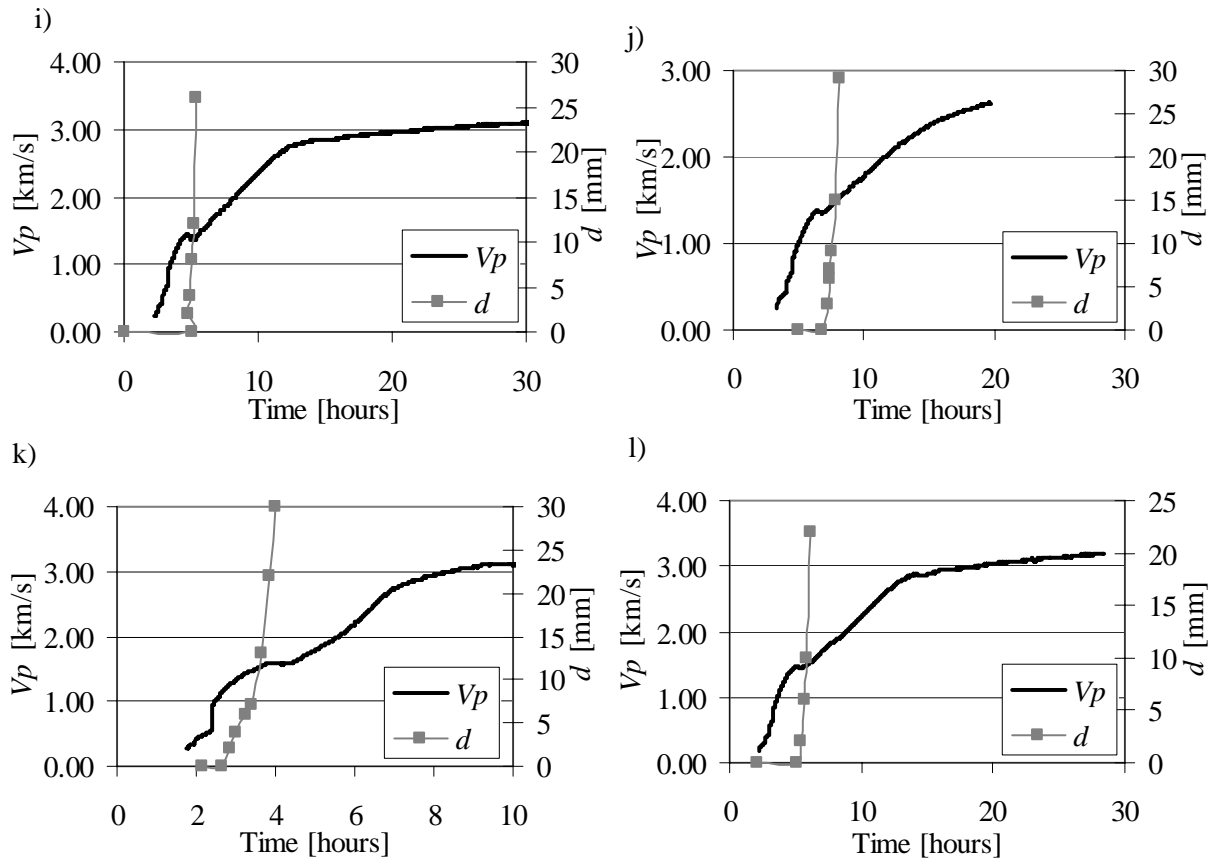 i)
4.00
3.00
2.00
1.00
0.00
Vp [km/s]
30
25
20
15
10
5
0
d [mm]
Vp
d
0 10 20 30
Time [hours]
j)
3.00
2.00
1.00
0.00
Vp [km/s]
30
25
20
15
10
5
0
d [mm]
Vp
d
0 10 20 30
Time [hours]
k)
4.00
3.00
2.00
1.00
0.00
Vp [km/s]
30
25
20
15
10
5
0
d [mm]
Vp
d
0 2 4 6 8 10
Time [hours]
l)
4.00
3.00
2.00
1.00
0.00
Vp [km/s]
25
20
15
10
5
0
d [mm]
Vp
d
0 10 20 30
Time [hours]